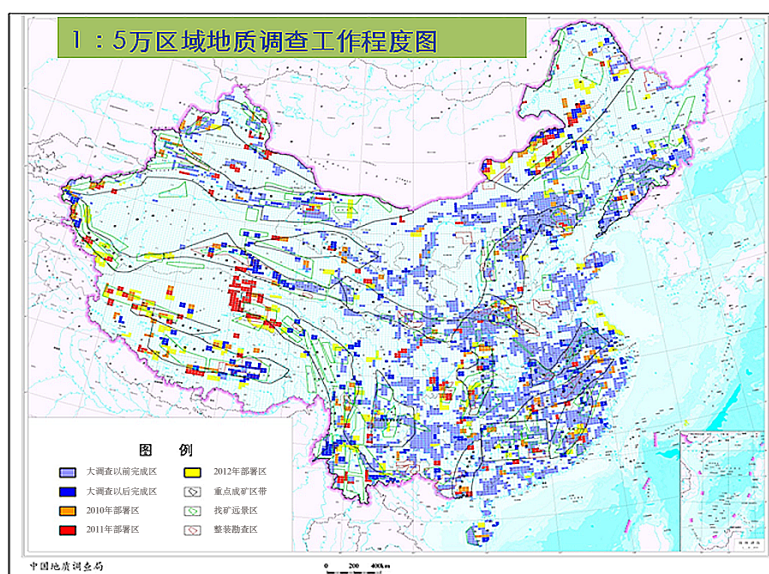 1：5万区域地质调查工作程度图
图 例
大调查以前完成区
大调查以后完成区
2010年部署区
2011年部署区
2012年部署区
重点成矿区带
找矿远景区
整装勘查区
中国地质调查局
0 200 400km